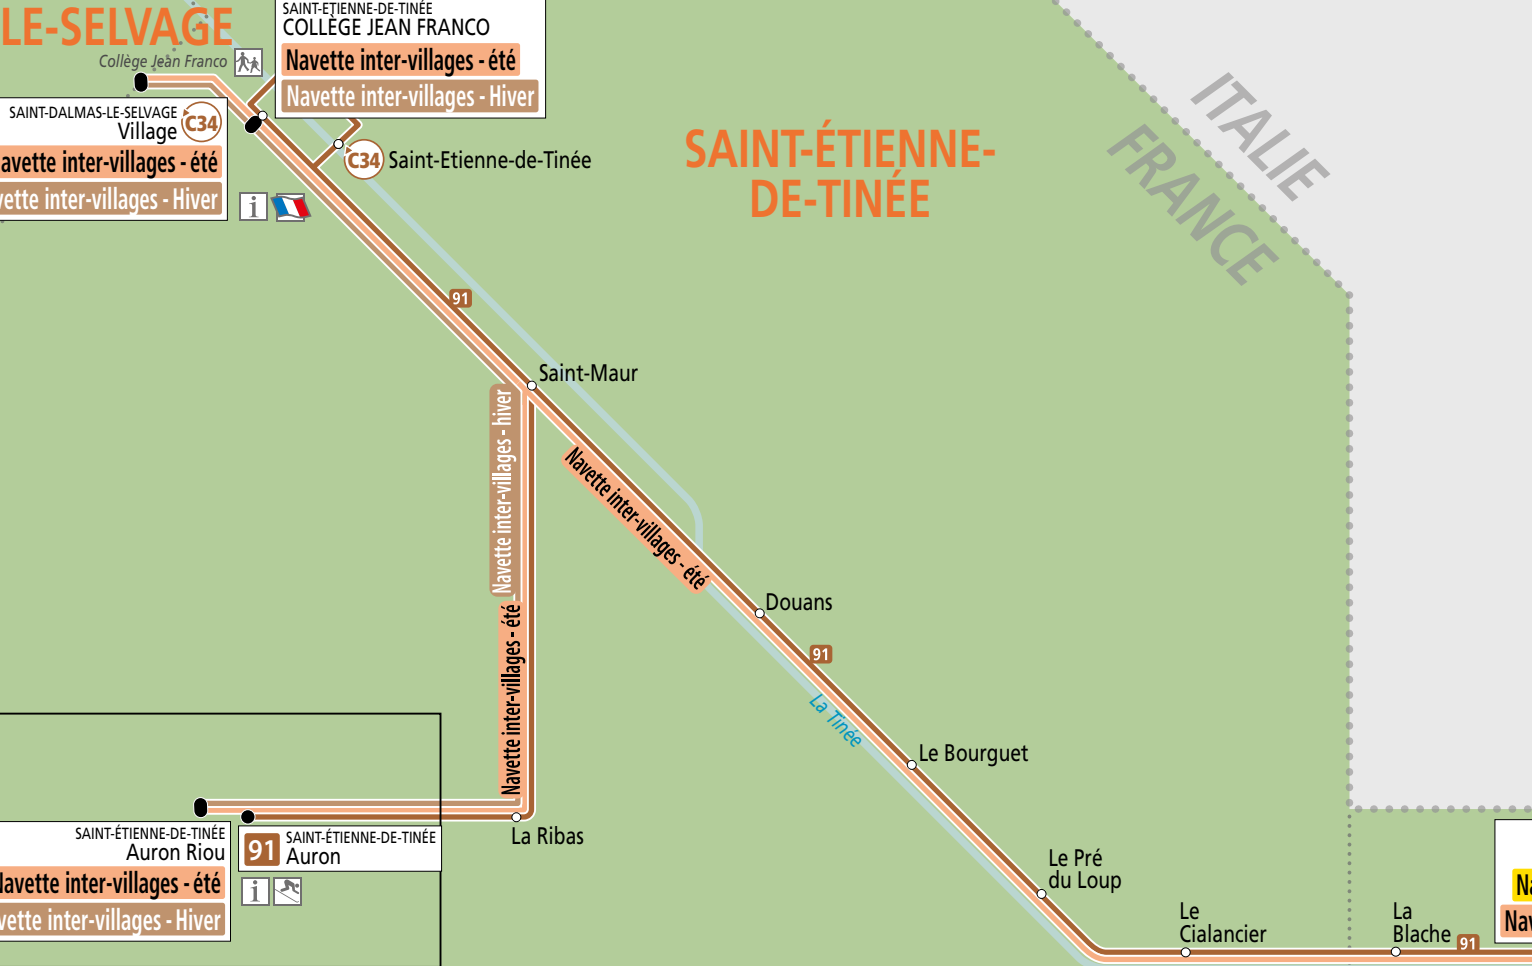 LE-SELVAGE
Collège Jean Franco
SAINT-ETIENNE-DE-TINÉE
COLLÈGE JEAN FRANCO
Navette inter-villages - été
Navette inter-villages - Hiver
SAINT-DALMAS-LE-SELVAGE
Village
C34
avette inter-villages - été
vette inter-villages - Hiver
i
C34
Saint-Etienne-de-Tinée
SAINT-ÉTIENNE-
DE-TINÉE
ITALIE
FRANCE
91
Saint-Maur
Navette inter-villages - hiver
Navette inter-villages - été
Navette inter-villages - été
Douans
91
La Tinée
Le Bourguet
La Ribas
SAINT-ÉTIENNE-DE-TINÉE
Auron Riou
Navette inter-villages - été
vette inter-villages - Hiver
91
SAINT-ÉTIENNE-DE-TINÉE
Auron
i
Le Pré
du Loup
Le
Cialancier
La
Blache
91
Na
Nav